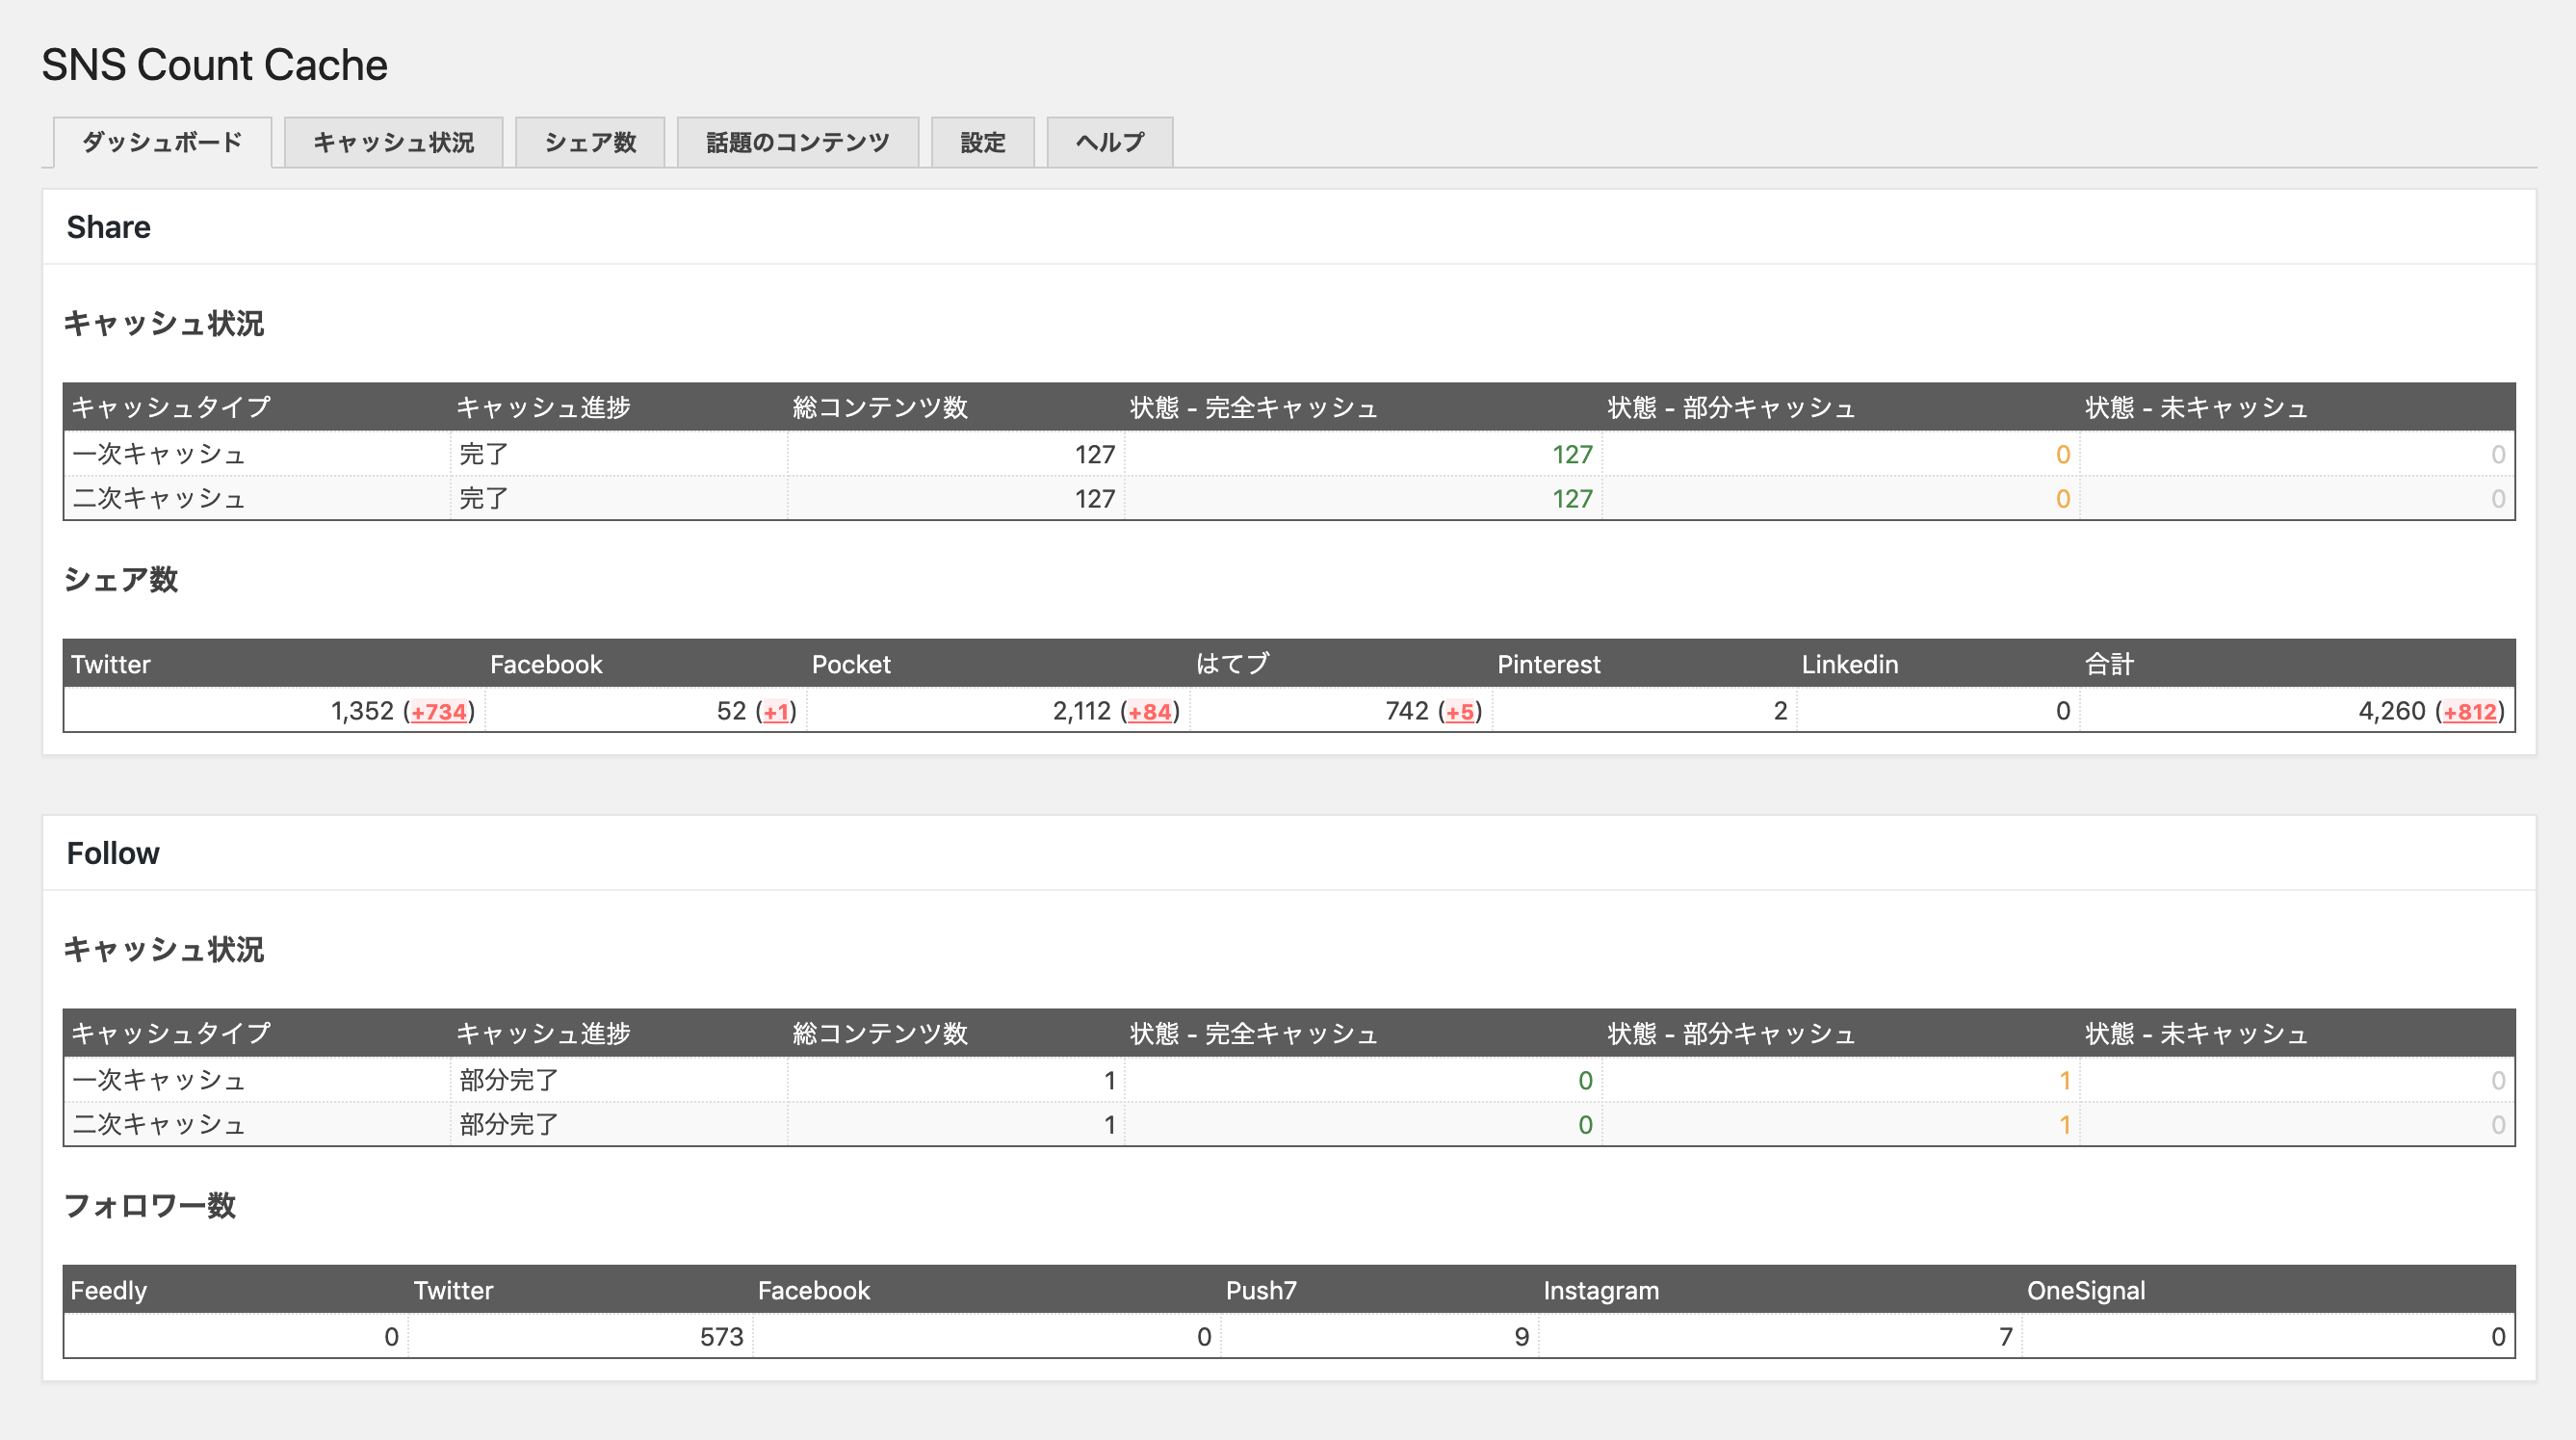 SNS Count Cache
ダッシュボード キャッシュ状況 シェア数 話題のコンテンツ 設定 ヘルプ
Share
キャッシュ状況
キャッシュタイプ キャッシュ進捗 総コンテンツ数 状態 - 完全キャッシュ 状態 - 部分キャッシュ 状態 - 未キャッシュ
一次キャッシュ 完了 127 127 0 0
二次キャッシュ 完了 127 127 0 0
シェア数
Twitter Facebook Pocket はてブ Pinterest Linkedin 合計
1,352 (+734) 52 (+1) 2,112 (+84) 742 (+5) 2 0 4,260 (+812)
Follow
キャッシュ状況
キャッシュタイプ キャッシュ進捗 総コンテンツ数 状態 - 完全キャッシュ 状態 - 部分キャッシュ 状態 - 未キャッシュ
一次キャッシュ 部分完了 1 0 1 0
二次キャッシュ 部分完了 1 0 1 0
フォロワー数
Feedly Twitter Facebook Push7 Instagram OneSignal
0 573 0 9 7 0